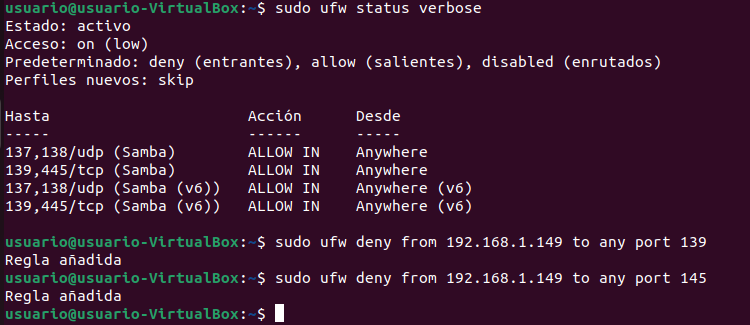 usuario@usuario-VirtualBox:~$ sudo ufw status verbose
Estado: activo
Acceso: on (low)
Predeterminado: deny (entrantes), allow (salientes), disabled (enrutados)
Perfiles nuevos: skip
Hasta                      Acción      Desde
-----                      ------      -----
137,138/udp (Samba)        ALLOW IN    Anywhere
139,445/tcp (Samba)        ALLOW IN    Anywhere
137,138/udp (Samba (v6))   ALLOW IN    Anywhere (v6)
139,445/tcp (Samba (v6))   ALLOW IN    Anywhere (v6)
usuario@usuario-VirtualBox:~$ sudo ufw deny from 192.168.1.149 to any port 139
Regla añadida
usuario@usuario-VirtualBox:~$ sudo ufw deny from 192.168.1.149 to any port 145
Regla añadida
usuario@usuario-VirtualBox:~$